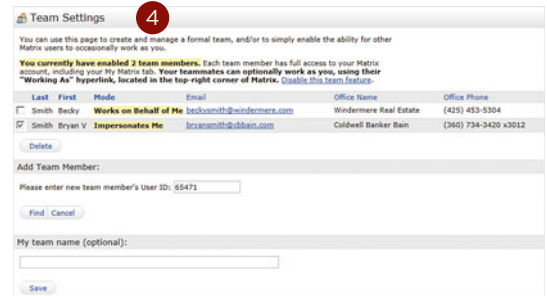 Team Settings
4
You can use this page to create and manage a formal team, and/or to simply enable the ability for other
Matrix users to occasionally work as you.
You currently have enabled 2 team members. Each team member has full access to your Matrix
account, including your My Matrix tab. Your teammates can optionally work as you, using their
"Working As" hyperlink, located in the top-right corner of Matrix. Disable this team feature.
Last First Mode Email Office Name Office Phone
Smith Becky Works on Behalf of Me beckysmith@windermere.com Windermere Real Estate (425) 453-5304
Smith Bryan V Impersonates Me bryansmith@cbbain.com Coldwell Banker Bain (360) 734-3420 x3012
Delete
Add Team Member:
Please enter new team member's User ID: 65471
Find Cancel
My team name (optional):
Save